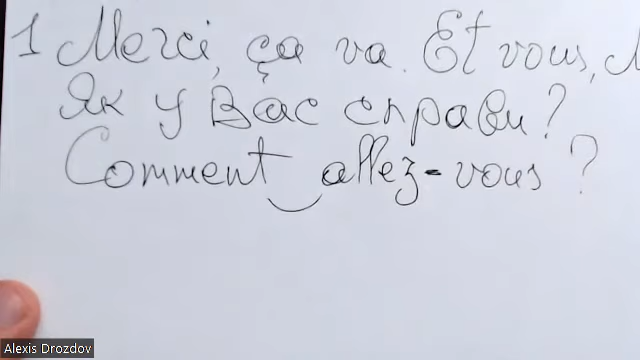 1 Merci, ça va. Et vous, M
Як у Вас справи?
Comment allez-vous ?
Alexis Drozdov